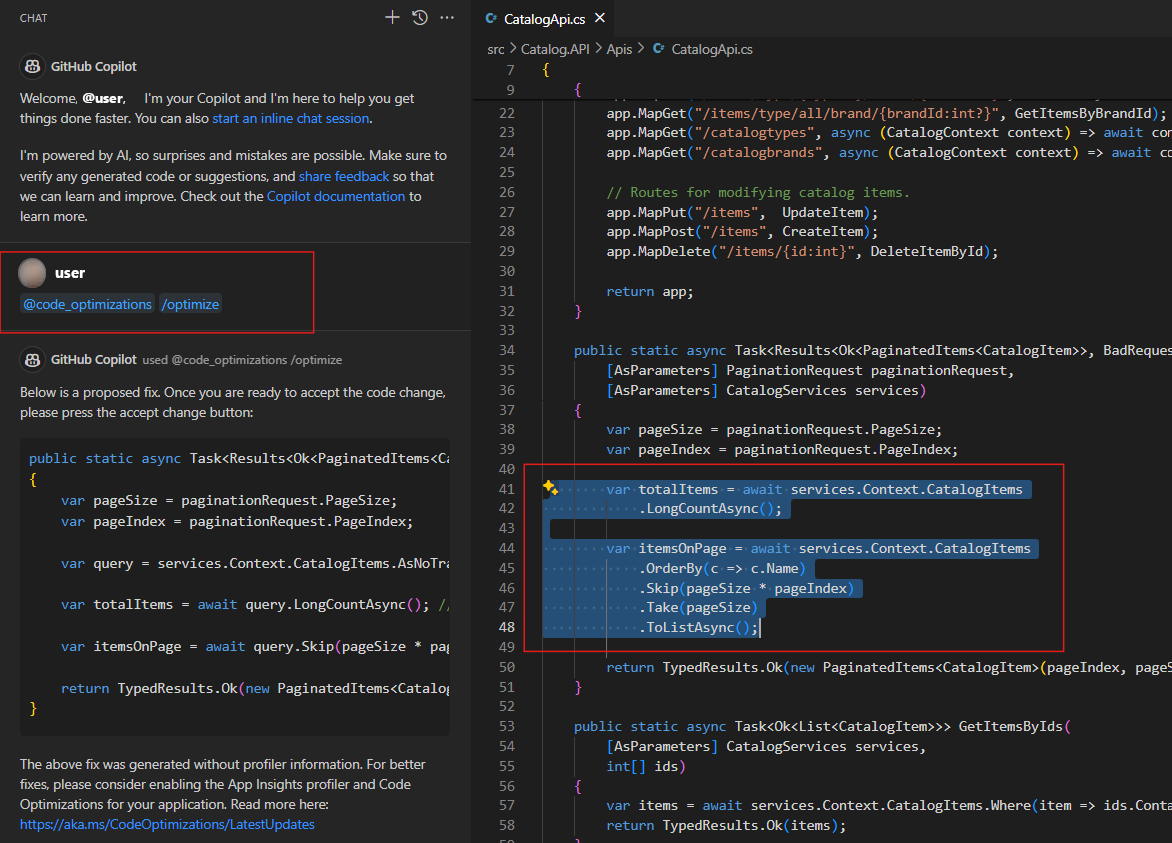 CHAT
GitHub Copilot
Welcome, @user, I'm your Copilot and I'm here to help you get
things done faster. You can also start an inline chat session.
I'm powered by AI, so surprises and mistakes are possible. Make sure to
verify any generated code or suggestions, and share feedback so that
we can learn and improve. Check out the Copilot documentation to
learn more.
user
@code_optimizations /optimize
GitHub Copilot used @code_optimizations /optimize
Below is a proposed fix. Once you are ready to accept the code change,
please press the accept change button:
public static async Task<Results<Ok<PaginatedItems<Ca
{
var pageSize = paginationRequest.PageSize;
var pageIndex = paginationRequest.PageIndex;
var query = services.Context.CatalogItems.AsNoTra
var totalItems = await query.LongCountAsync(); //
var itemsOnPage = await query.Skip(pageSize * pag
return TypedResults.Ok(new PaginatedItems<Catalog
}
The above fix was generated without profiler information. For better
fixes, please consider enabling the App Insights profiler and Code
Optimizations for your application. Read more here:
https://aka.ms/CodeOptimizations/LatestUpdates
C# CatalogApi.cs
src > Catalog.API > Apis > C# CatalogApi.cs
7 {
9 {
22 app.MapGet("/items/type/all/brand/{brandId:int?}", GetItemsByBrandId);
23 app.MapGet("/catalogtypes", async (CatalogContext context) => await con
24 app.MapGet("/catalogbrands", async (CatalogContext context) => await co
25
26 // Routes for modifying catalog items.
27 app.MapPut("/items", UpdateItem);
28 app.MapPost("/items", CreateItem);
29 app.MapDelete("/items/{id:int}", DeleteItemById);
30
31 return app;
32 }
33
34 public static async Task<Results<Ok<PaginatedItems<CatalogItem>>, BadReques
35 [AsParameters] PaginationRequest paginationRequest,
36 [AsParameters] CatalogServices services)
37 {
38 var pageSize = paginationRequest.PageSize;
39 var pageIndex = paginationRequest.PageIndex;
40
41 var totalItems = await services.Context.CatalogItems
42 .LongCountAsync();
43
44 var itemsOnPage = await services.Context.CatalogItems
45 .OrderBy(c => c.Name)
46 .Skip(pageSize * pageIndex)
47 .Take(pageSize)
48 .ToListAsync();
49
50 return TypedResults.Ok(new PaginatedItems<CatalogItem>(pageIndex, pageS
51 }
52
53 public static async Task<Ok<List<CatalogItem>>> GetItemsByIds(
54 [AsParameters] CatalogServices services,
55 int[] ids)
56 {
57 var items = await services.Context.CatalogItems.Where(item => ids.Conta
58 return TypedResults.Ok(items);